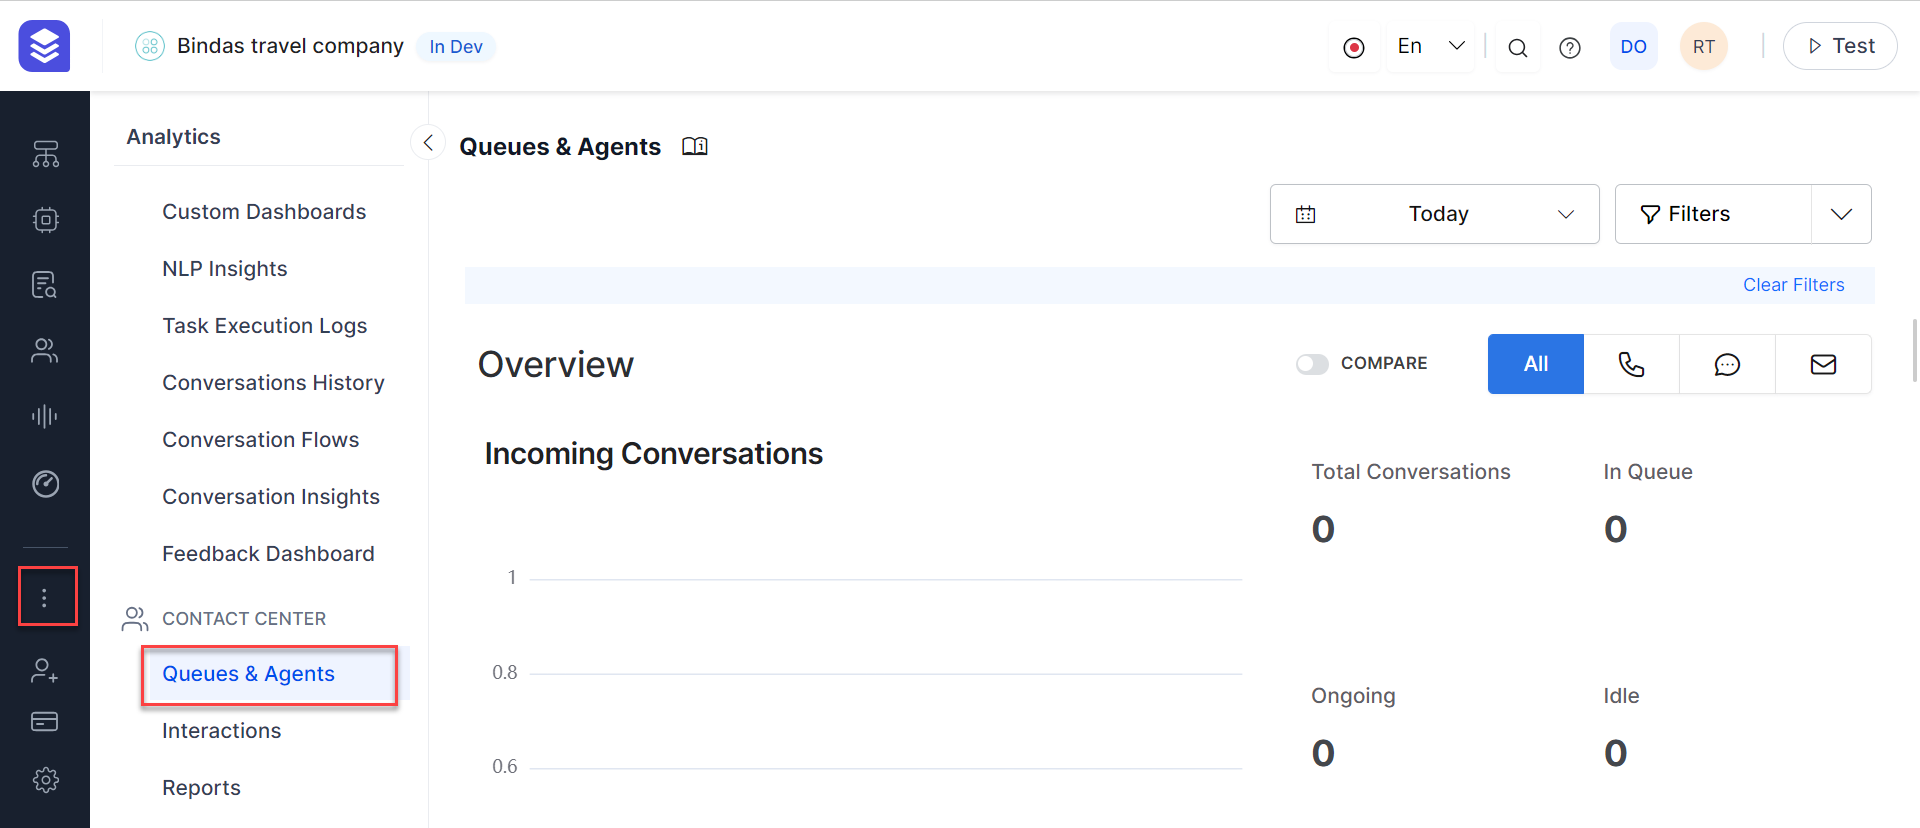 Bindas travel company In Dev
En DO RT Test
Analytics
Custom Dashboards
NLP Insights
Task Execution Logs
Conversations History
Conversation Flows
Conversation Insights
Feedback Dashboard
CONTACT CENTER
Queues & Agents
Interactions
Reports
Queues & Agents
Today Filters
Clear Filters
Overview COMPARE All
Incoming Conversations
1
0.8
0.6
Total Conversations In Queue
0 0
Ongoing Idle
0 0